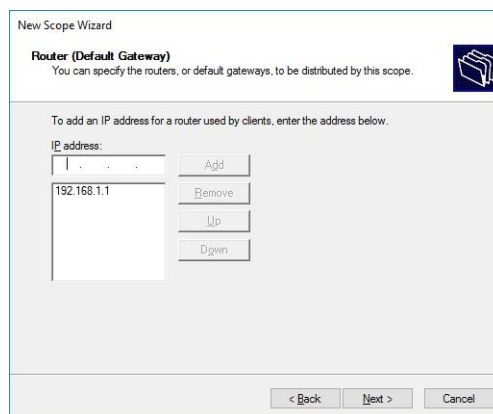 New Scope Wizard
Router (Default Gateway)
You can specify the routers, or default gateways, to be distributed by this scope.
To add an IP address for a router used by clients, enter the address below.
IP address:
. . .
Add
192.168.1.1
Remove
Up
Down
< Back
Next >
Cancel